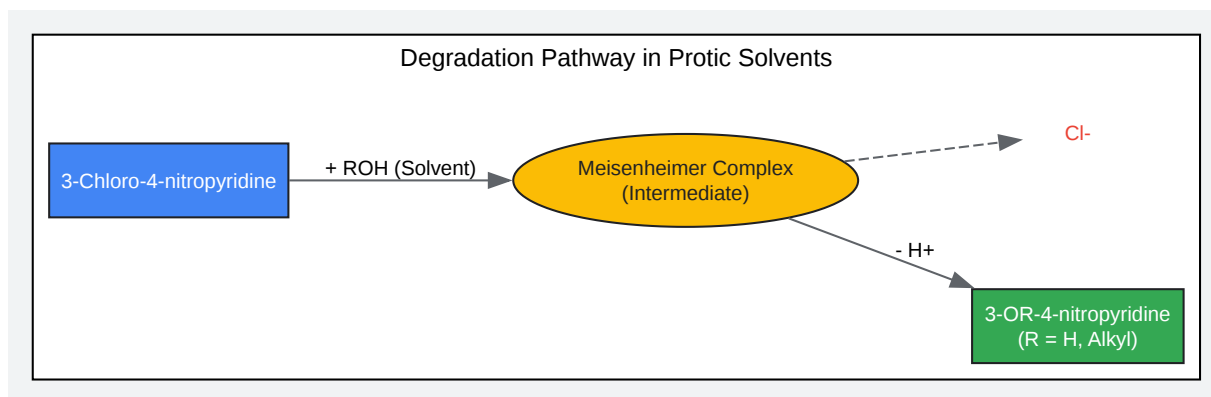 Degradation Pathway in Protic Solvents
3-Chloro-4-nitropyridine
+ ROH (Solvent)
Meisenheimer Complex
(Intermediate)
Cl-
- H+
3-OR-4-nitropyridine
(R = H, Alkyl)